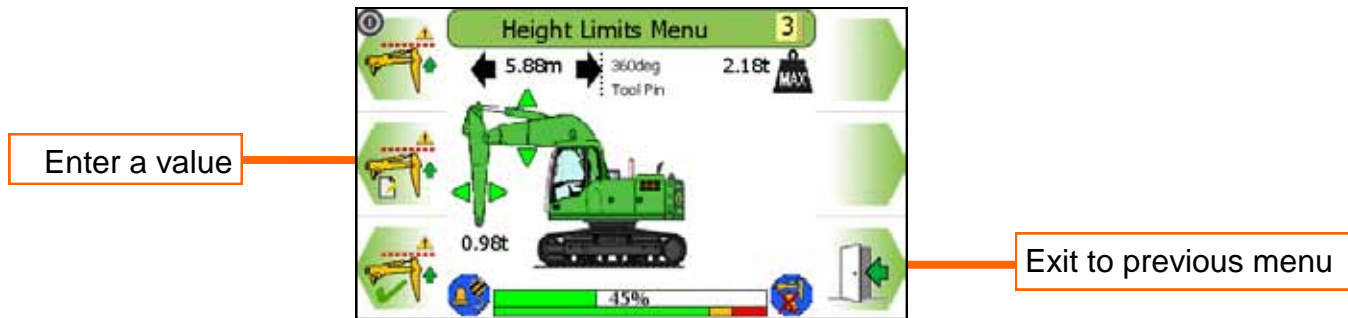 Height Limits Menu
3
5.88m
360deg
Tool Pin
2.18t
MAX
Enter a value
0.98t
Exit to previous menu
45%